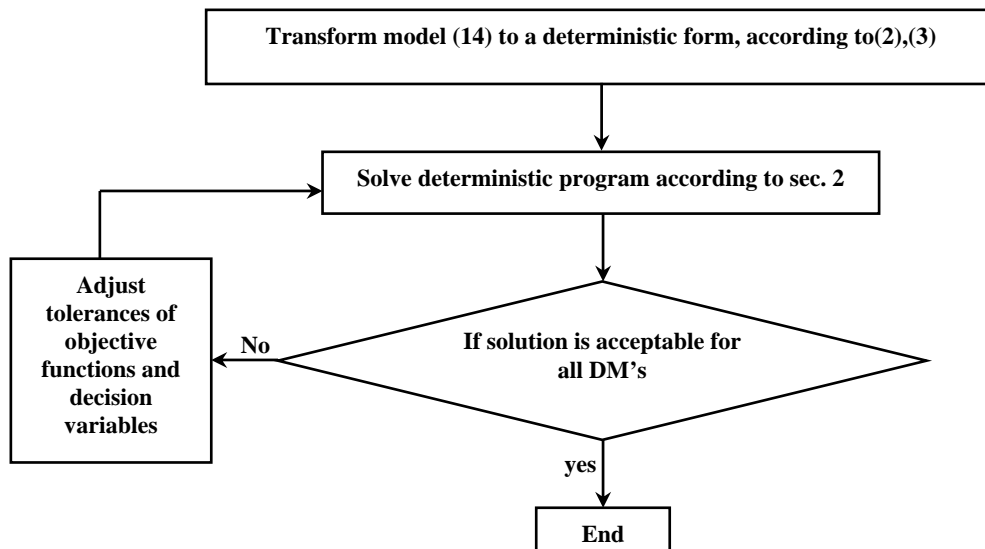 Transform model (14) to a deterministic form, according to(2),(3)
Solve deterministic program according to sec. 2
Adjust
tolerances of
objective
functions and
decision
variables
No
If solution is acceptable for
all DM’s
yes
End